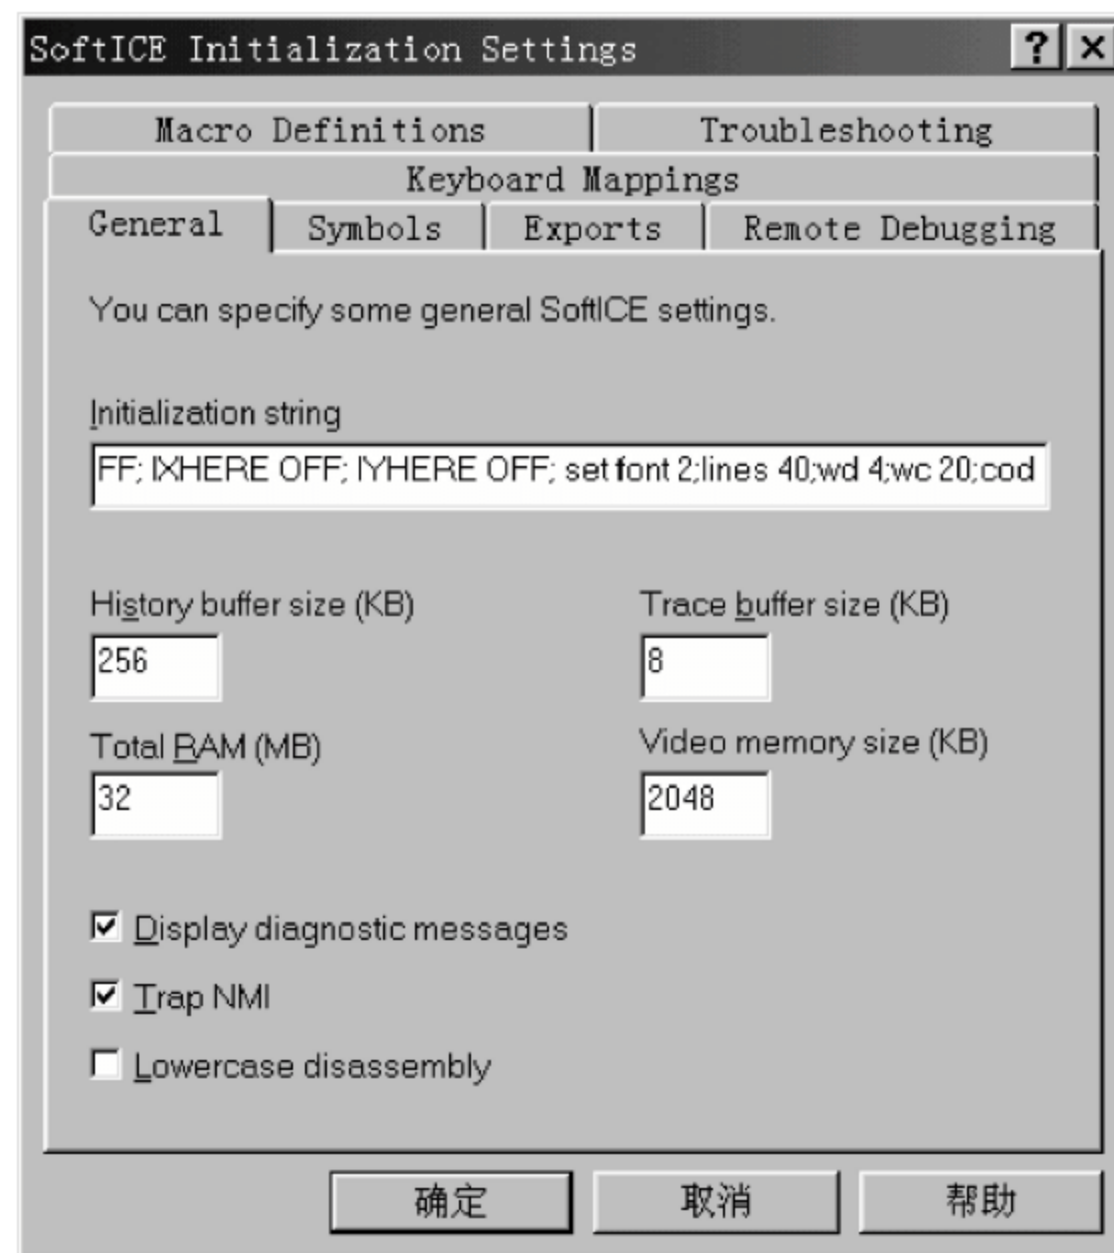 SoftICE Initialization Settings
Macro Definitions Troubleshooting
Keyboard Mappings
General Symbols Exports Remote Debugging
You can specify some general SoftICE settings.
Initialization string
FF; IXHERE OFF; IYHERE OFF; set font 2;lines 40;wd 4;wc 20;cod
History buffer size (KB) Trace buffer size (KB)
256 8
Total RAM (MB) Video memory size (KB)
32 2048
Display diagnostic messages
Trap NMI
Lowercase disassembly
确定 取消 帮助